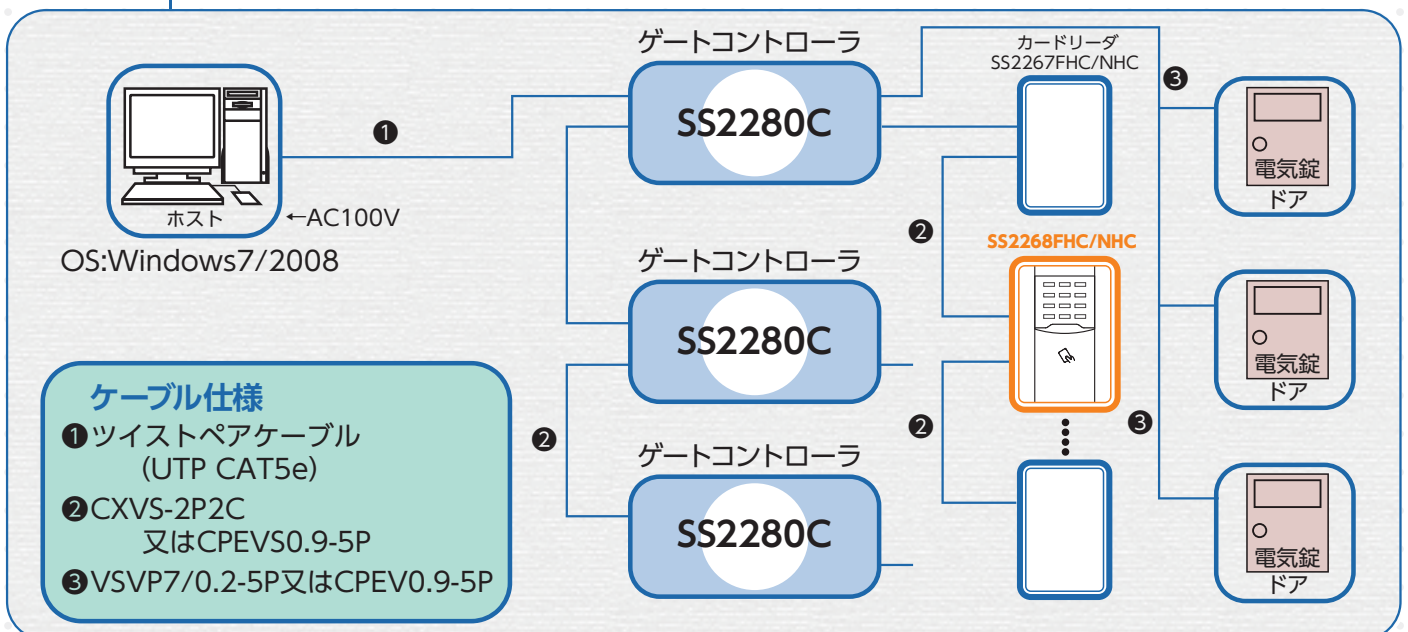 ゲートコントローラ
SS2280C
カードリーダ
SS2267FHC/NHC
❶
❸
ホスト
←AC100V
OS:Windows7/2008
電気錠
ドア
❷
SS2268FHC/NHC
ゲートコントローラ
SS2280C
電気錠
ドア
❷
❷
❸
ゲートコントローラ
SS2280C
電気錠
ドア
ケーブル仕様
❶ツイストペアケーブル
(UTP CAT5e)
❷CXVS-2P2C
又はCPEVS0.9-5P
❸VSVP7/0.2-5P又はCPEV0.9-5P